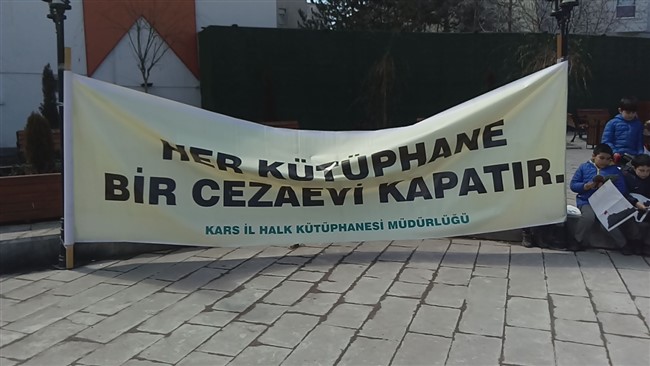 HER KÜTÜPHANE
BİR CEZAEVİ KAPATIR.
KARS İL HALK KÜTÜPHANESİ MÜDÜRLÜĞÜ